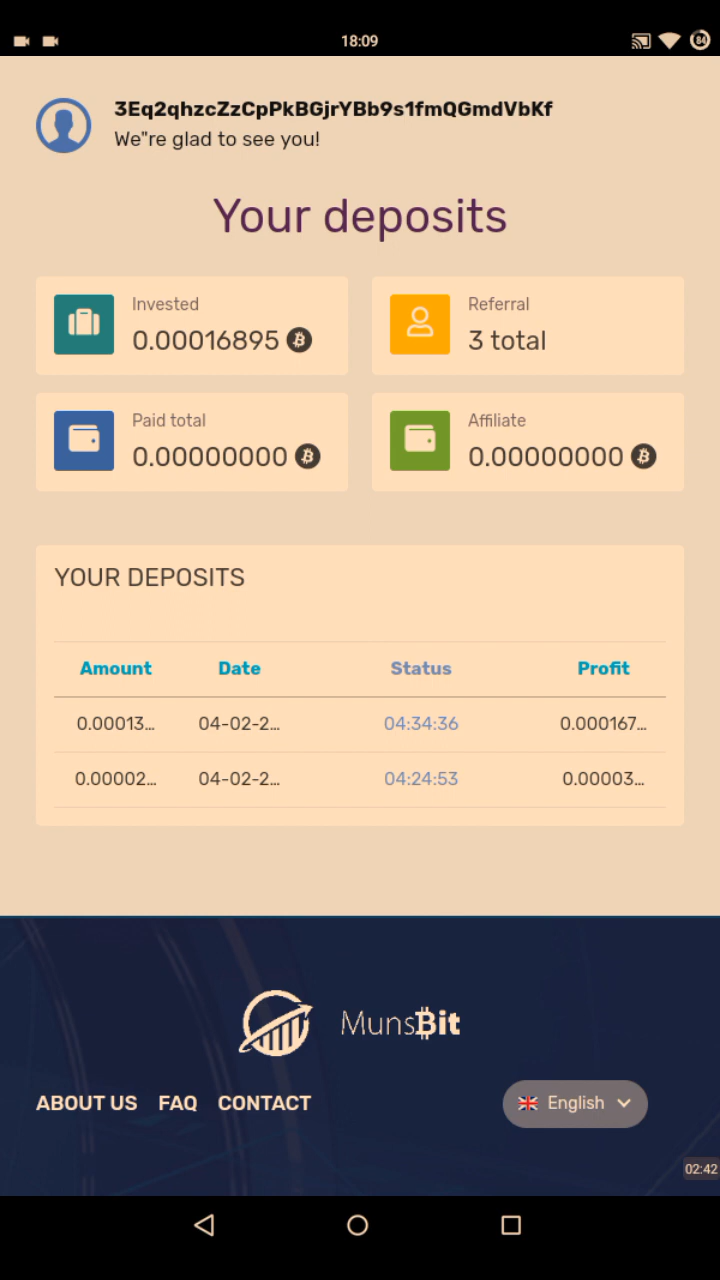 18:09
84
3Eq2qhzcZzCpPkBGjrYBb9s1fmQGmdVbKf
We"re glad to see you!
Your deposits
Invested
0.00016895
Referral
3 total
Paid total
0.00000000
Affiliate
0.00000000
YOUR DEPOSITS
Amount Date Status Profit
0.00013... 04-02-2... 04:34:36 0.000167...
0.00002... 04-02-2... 04:24:53 0.00003...
Muns₿it
ABOUT US FAQ CONTACT English
02:42